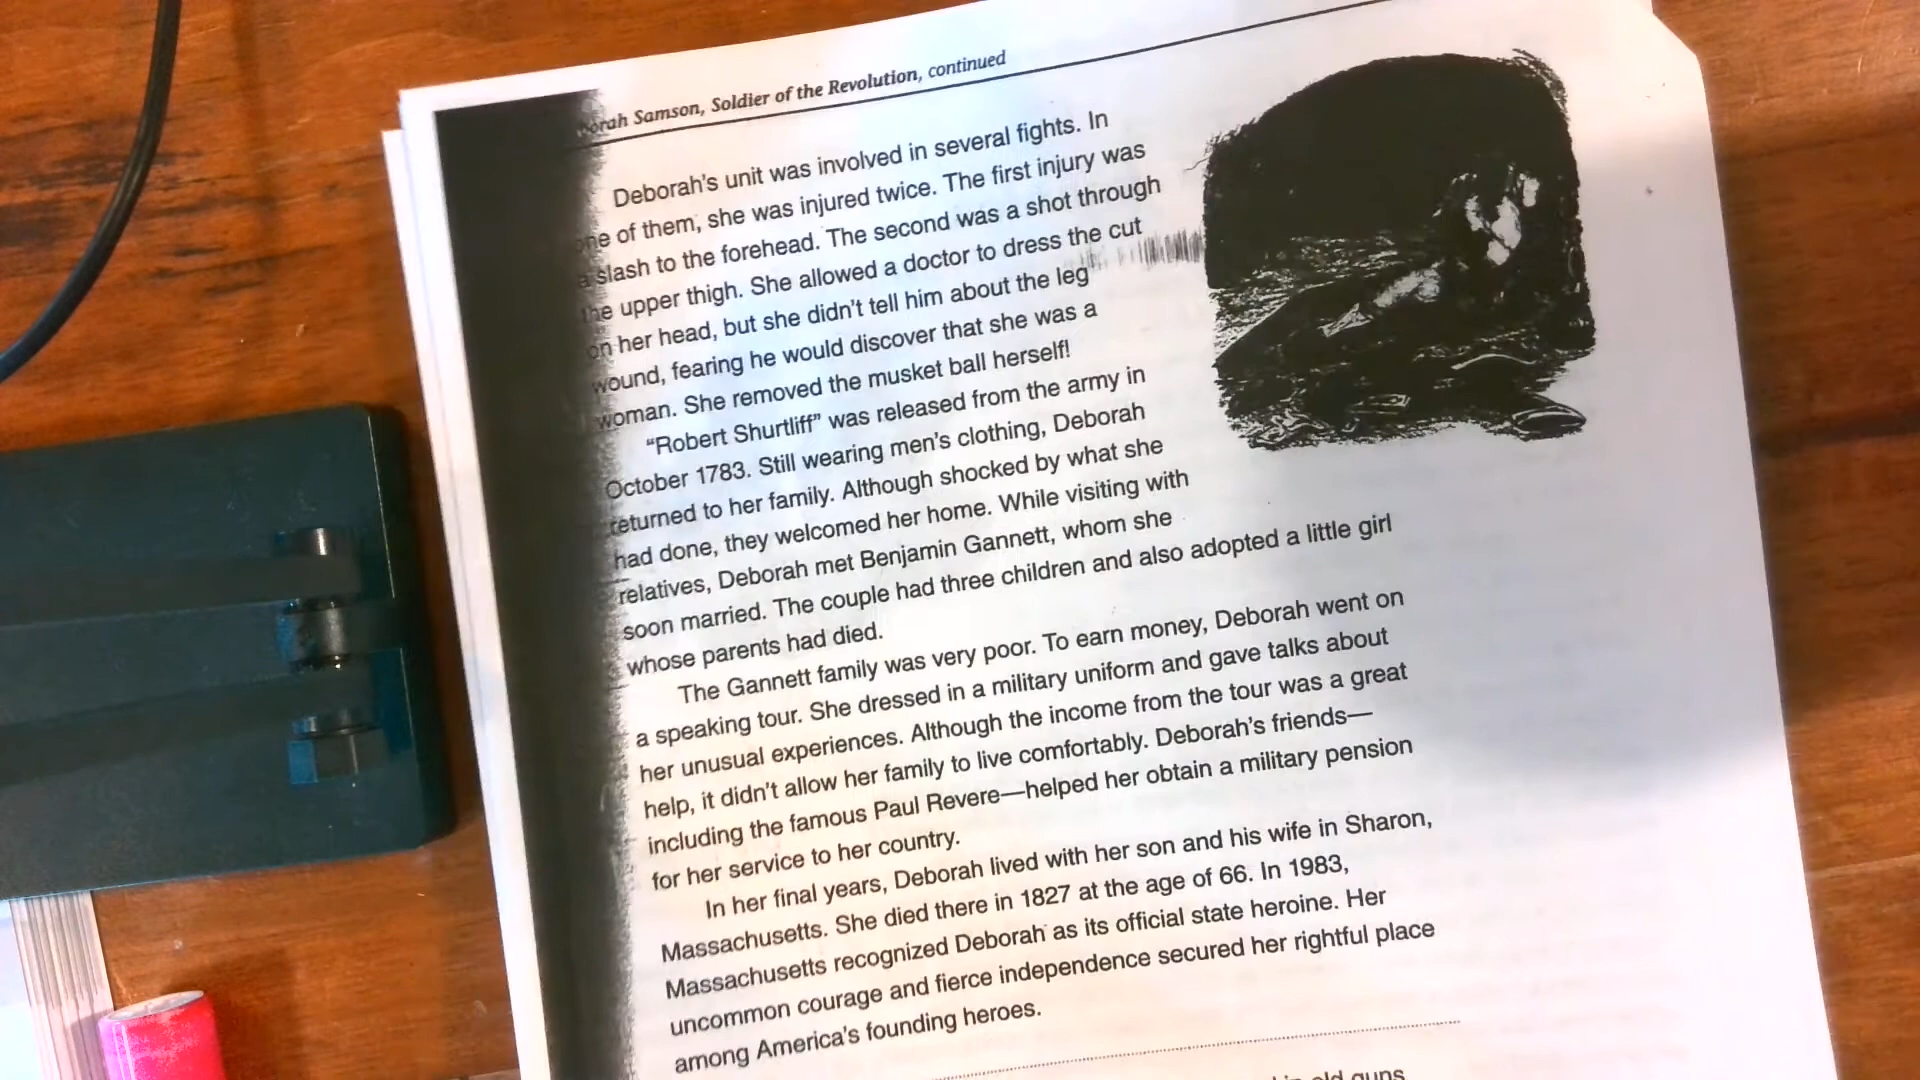 orah Samson, Soldier of the Revolution, continued
Deborah's unit was involved in several fights. In
one of them, she was injured twice. The first injury was
a slash to the forehead. The second was a shot through
the upper thigh. She allowed a doctor to dress the cut
on her head, but she didn't tell him about the leg
wound, fearing he would discover that she was a
woman. She removed the musket ball herself!
“Robert Shurtliff” was released from the army in
October 1783. Still wearing men's clothing, Deborah
returned to her family. Although shocked by what she
had done, they welcomed her home. While visiting with
relatives, Deborah met Benjamin Gannett, whom she
soon married. The couple had three children and also adopted a little girl
whose parents had died.
The Gannett family was very poor. To earn money, Deborah went on
a speaking tour. She dressed in a military uniform and gave talks about
her unusual experiences. Although the income from the tour was a great
help, it didn't allow her family to live comfortably. Deborah's friends—
including the famous Paul Revere—helped her obtain a military pension
for her service to her country.
In her final years, Deborah lived with her son and his wife in Sharon,
Massachusetts. She died there in 1827 at the age of 66. In 1983,
Massachusetts recognized Deborah as its official state heroine. Her
uncommon courage and fierce independence secured her rightful place
among America's founding heroes.
old guns